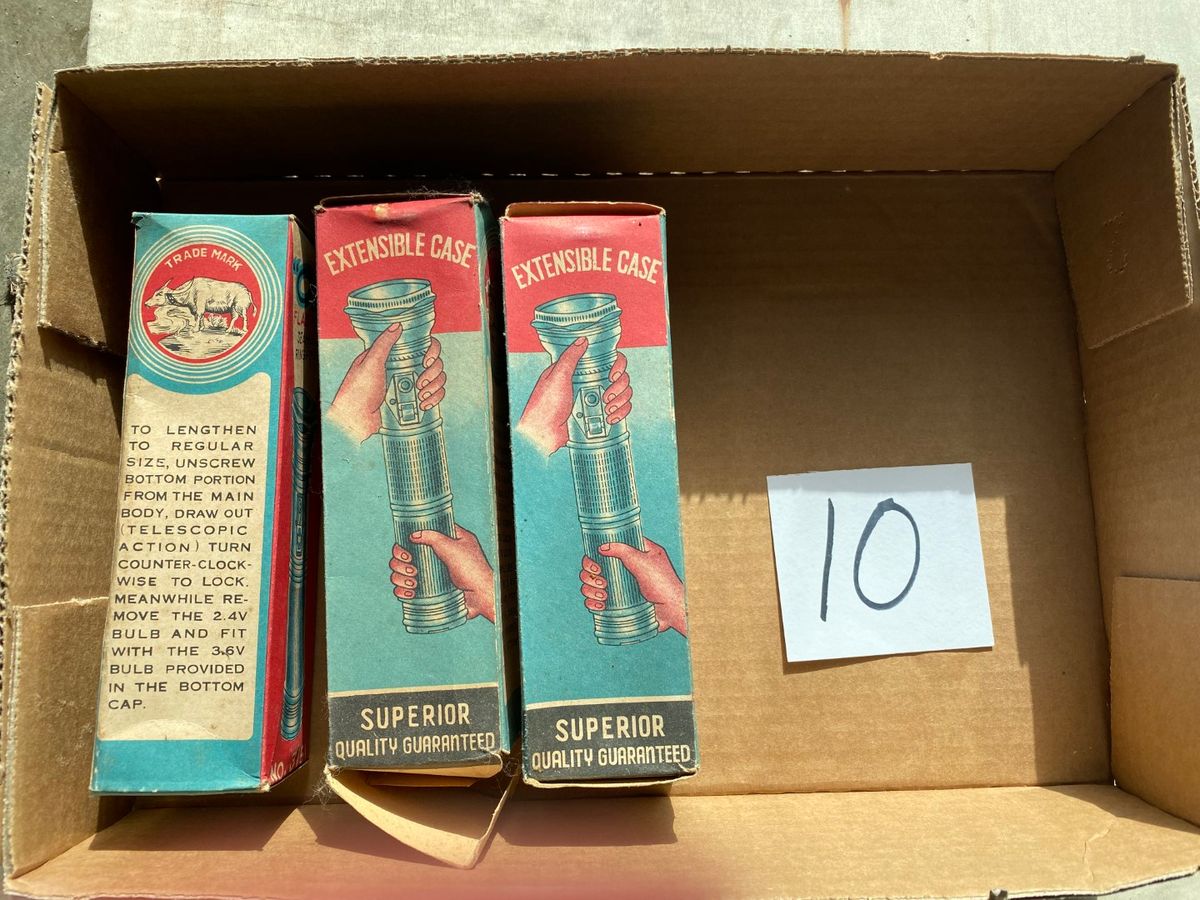 TRADE MARK
TO LENGTHEN
TO REGULAR
SIZE, UNSCREW
BOTTOM PORTION
FROM THE MAIN
BODY, DRAW OUT
(TELESCOPIC
ACTION) TURN
COUNTER-CLOCK-
WISE TO LOCK.
MEANWHILE RE-
MOVE THE 2.4V
BULB AND FIT
WITH THE 3.6V
BULB PROVIDED
IN THE BOTTOM
CAP.
EXTENSIBLE CASE
SUPERIOR
QUALITY GUARANTEED
EXTENSIBLE CASE
SUPERIOR
QUALITY GUARANTEED
10